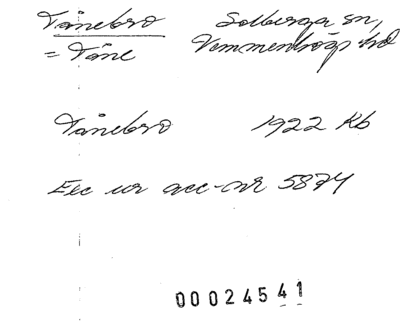 Tånebro Solberga sn,
= Tåne Vemmenhögs hd
Tånebro 1922 Kb
Exc ur acc-nr 5874
00024541